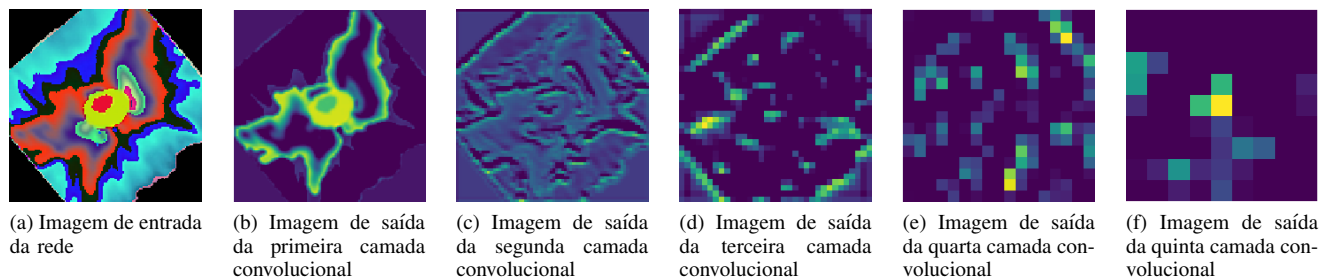 (a) Imagem de entrada
da rede
(b) Imagem de saída
da primeira camada
convolucional
(c) Imagem de saída
da segunda camada
convolucional
(d) Imagem de saída
da terceira camada
convolucional
(e) Imagem de saída
da quarta camada con-
volucional
(f) Imagem de saída
da quinta camada con-
volucional